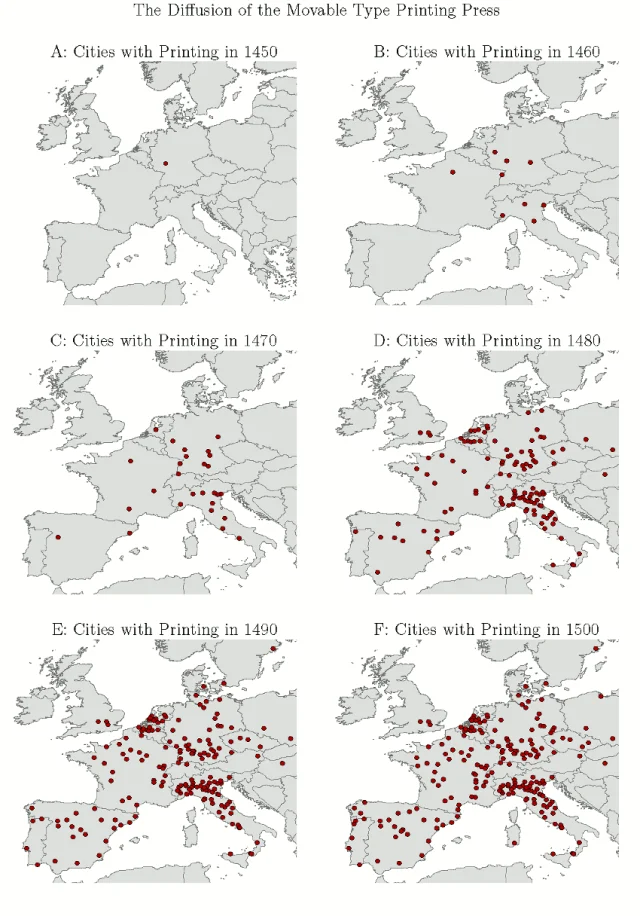 The Diffusion of the Movable Type Printing Press
A: Cities with Printing in 1450
B: Cities with Printing in 1460
C: Cities with Printing in 1470
D: Cities with Printing in 1480
E: Cities with Printing in 1490
F: Cities with Printing in 1500